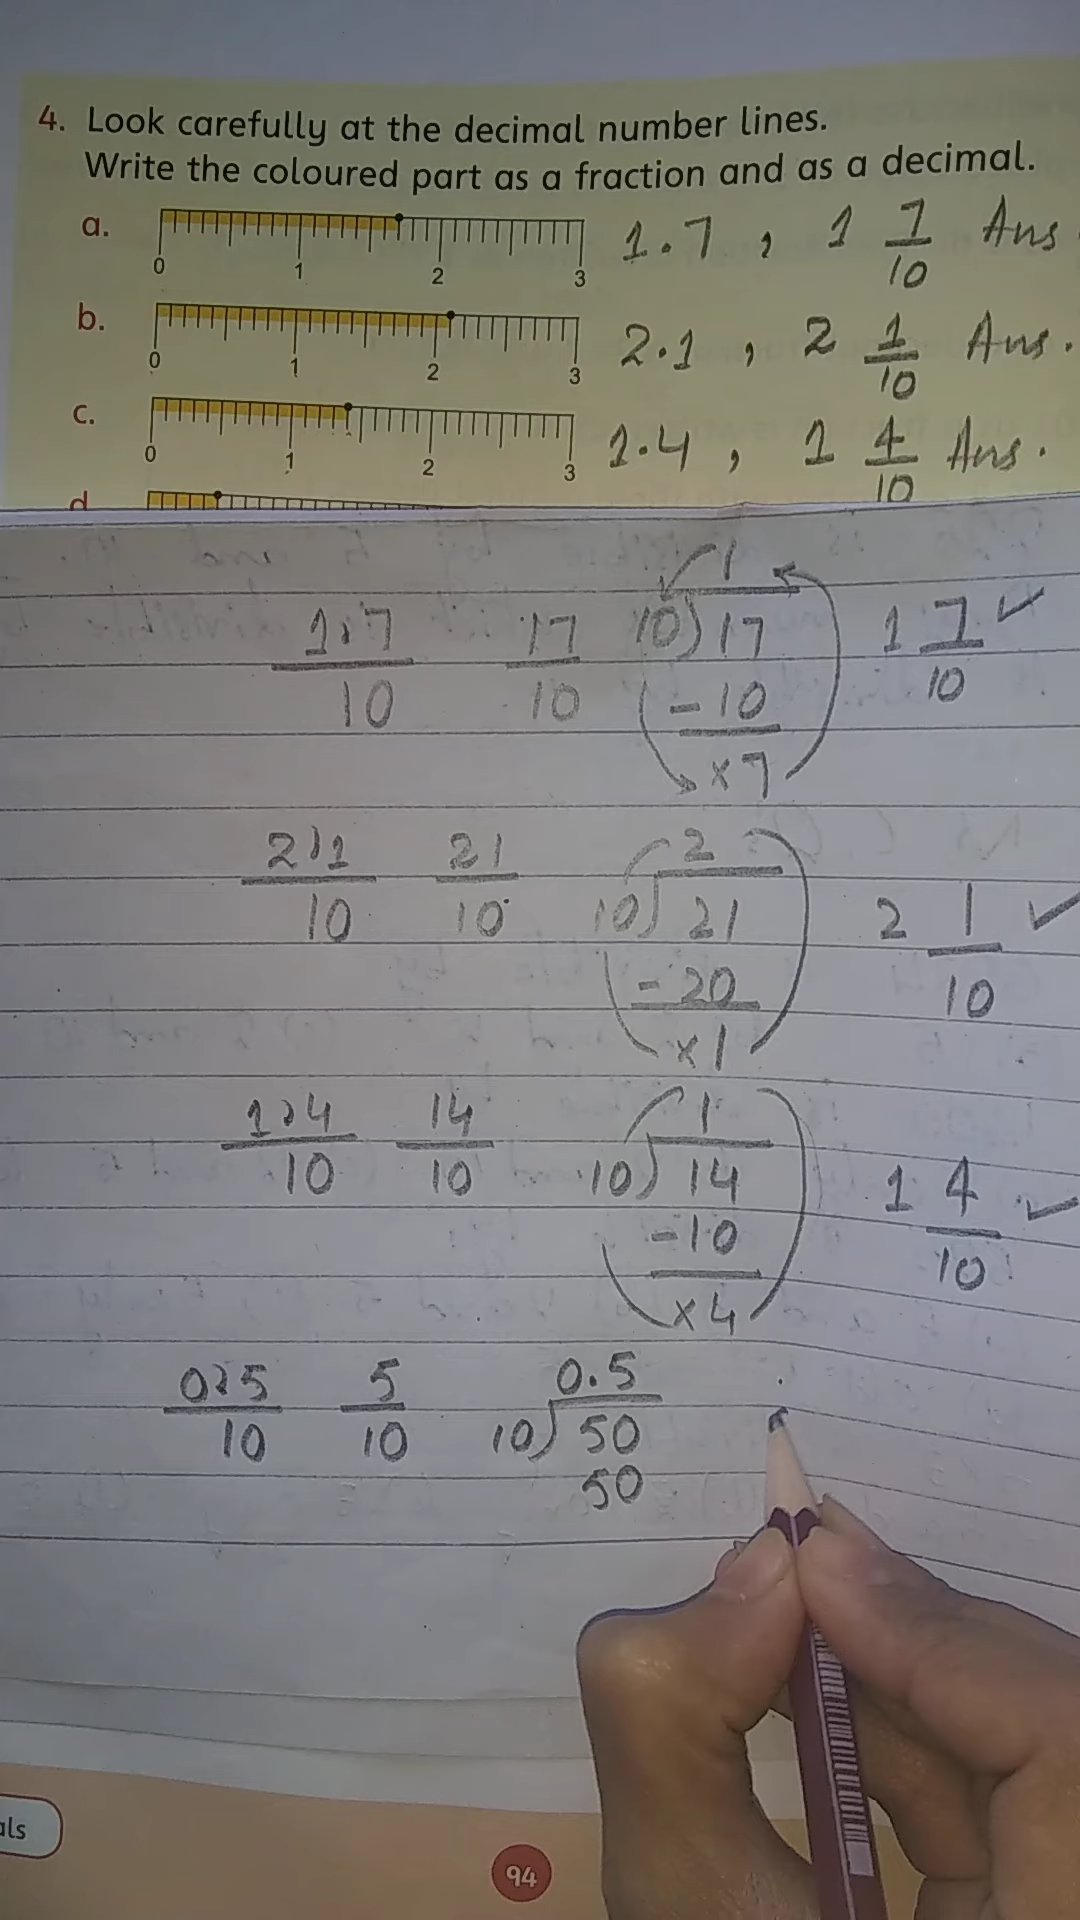 4. Look carefully at the decimal number lines.
Write the coloured part as a fraction and as a decimal.
a. 0 1 2 3 1.7 , 1 7/10 Ans.
b. 0 1 2 3 2.1 , 2 1/10 Ans.
c. 0 1 2 3 1.4 , 1 4/10 Ans.
d
1
1.7/10 17/10 10)17 1 7/10 ✓
-10
×7
2
2.1/10 21/10 10)21 2 1/10 ✓
-20
×1
1
1.4/10 14/10 10)14 1 4/10 ✓
-10
×4
0.5
0.5/10 5/10 10)50
50
als
94